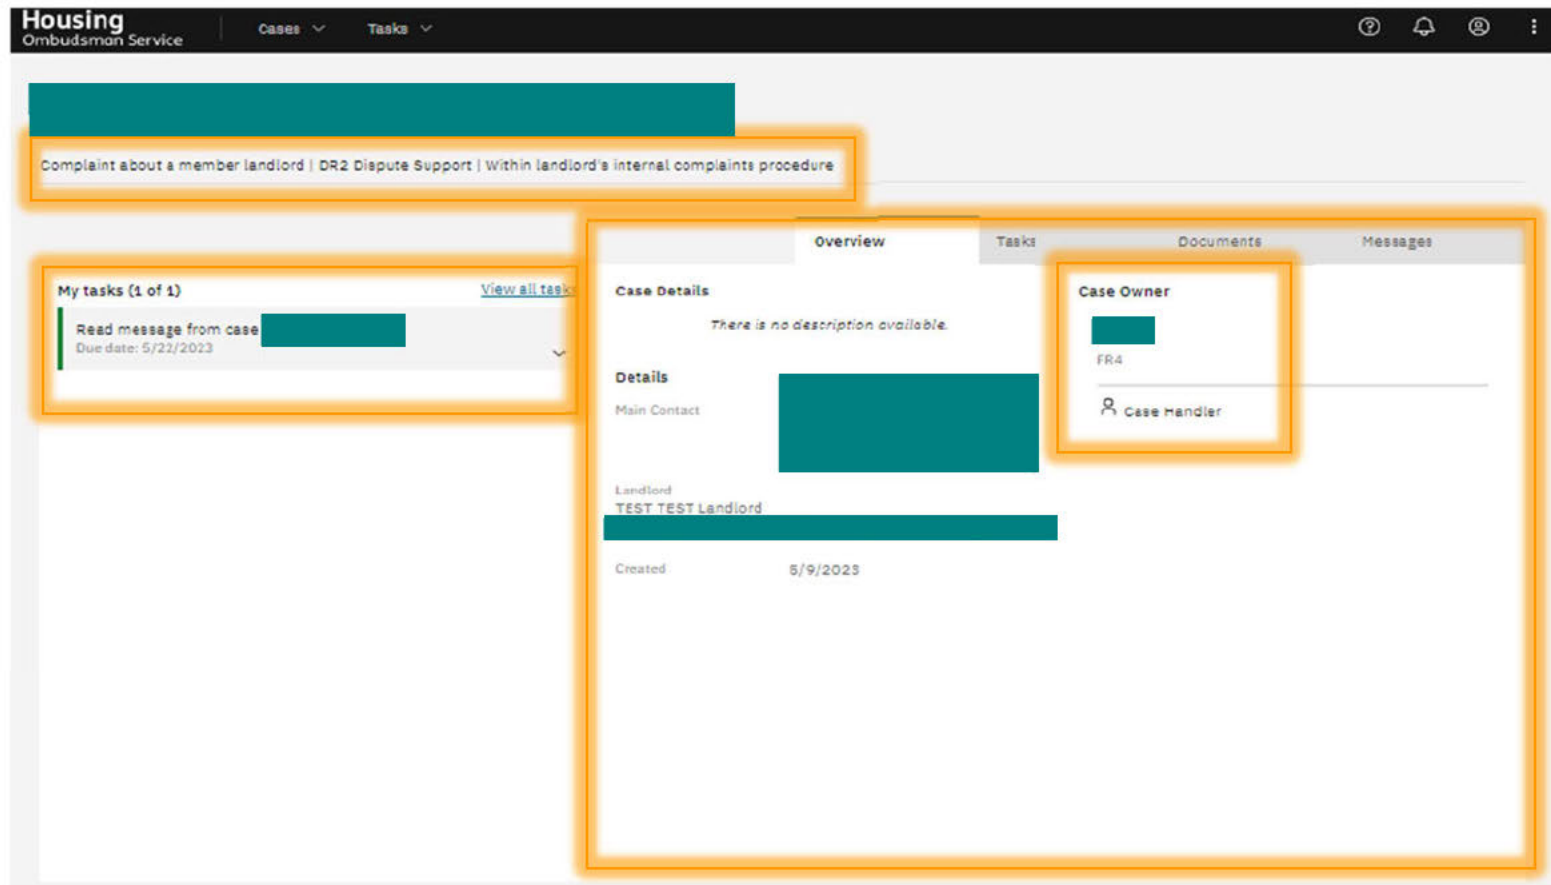 Housing
Ombudsman Service
Cases
Tasks
Complaint about a member landlord | DR2 Dispute Support | Within landlord's internal complaints procedure
My tasks (1 of 1)
View all tasks
Read message from case
Due date: 5/22/2023
Overview
Tasks
Documents
Messages
Case Details
There is no description available.
Details
Main Contact
Landlord
TEST TEST Landlord
Created
5/9/2023
Case Owner
FR4
Case Handler